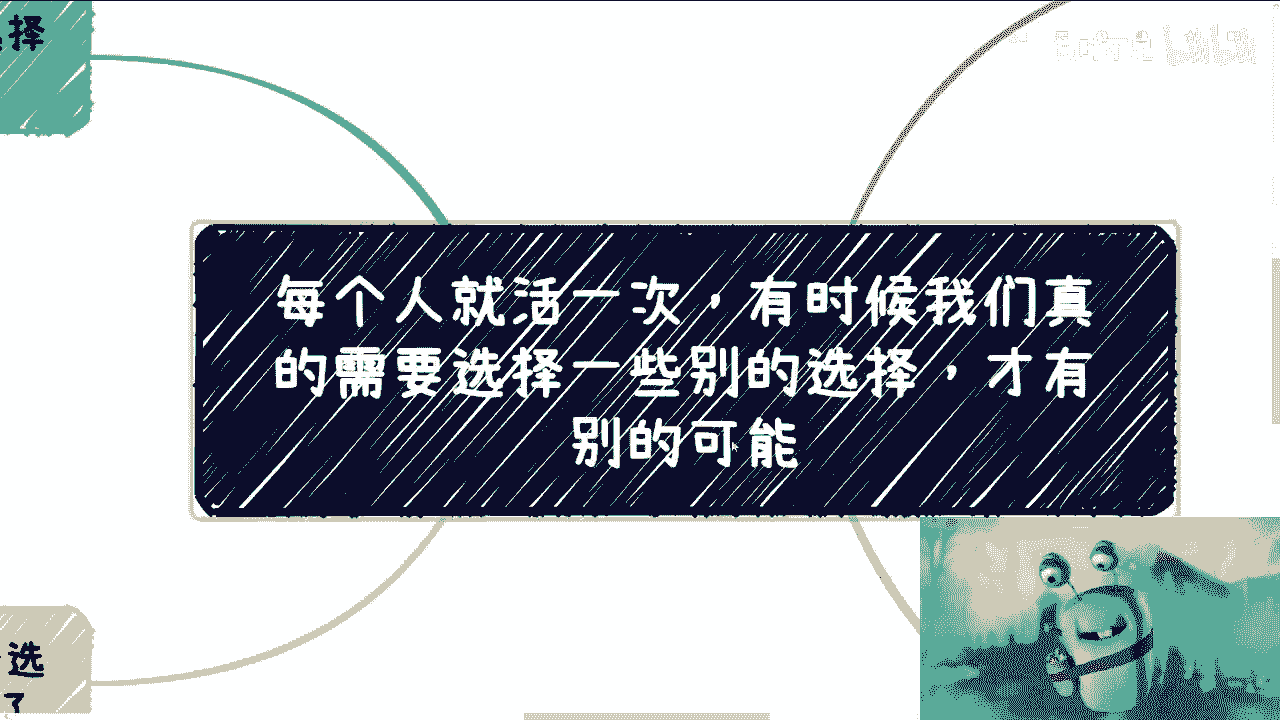 择
每个人就活一次，有时候我们真
的需要选择一些别的选择，才有
别的可能
选
了